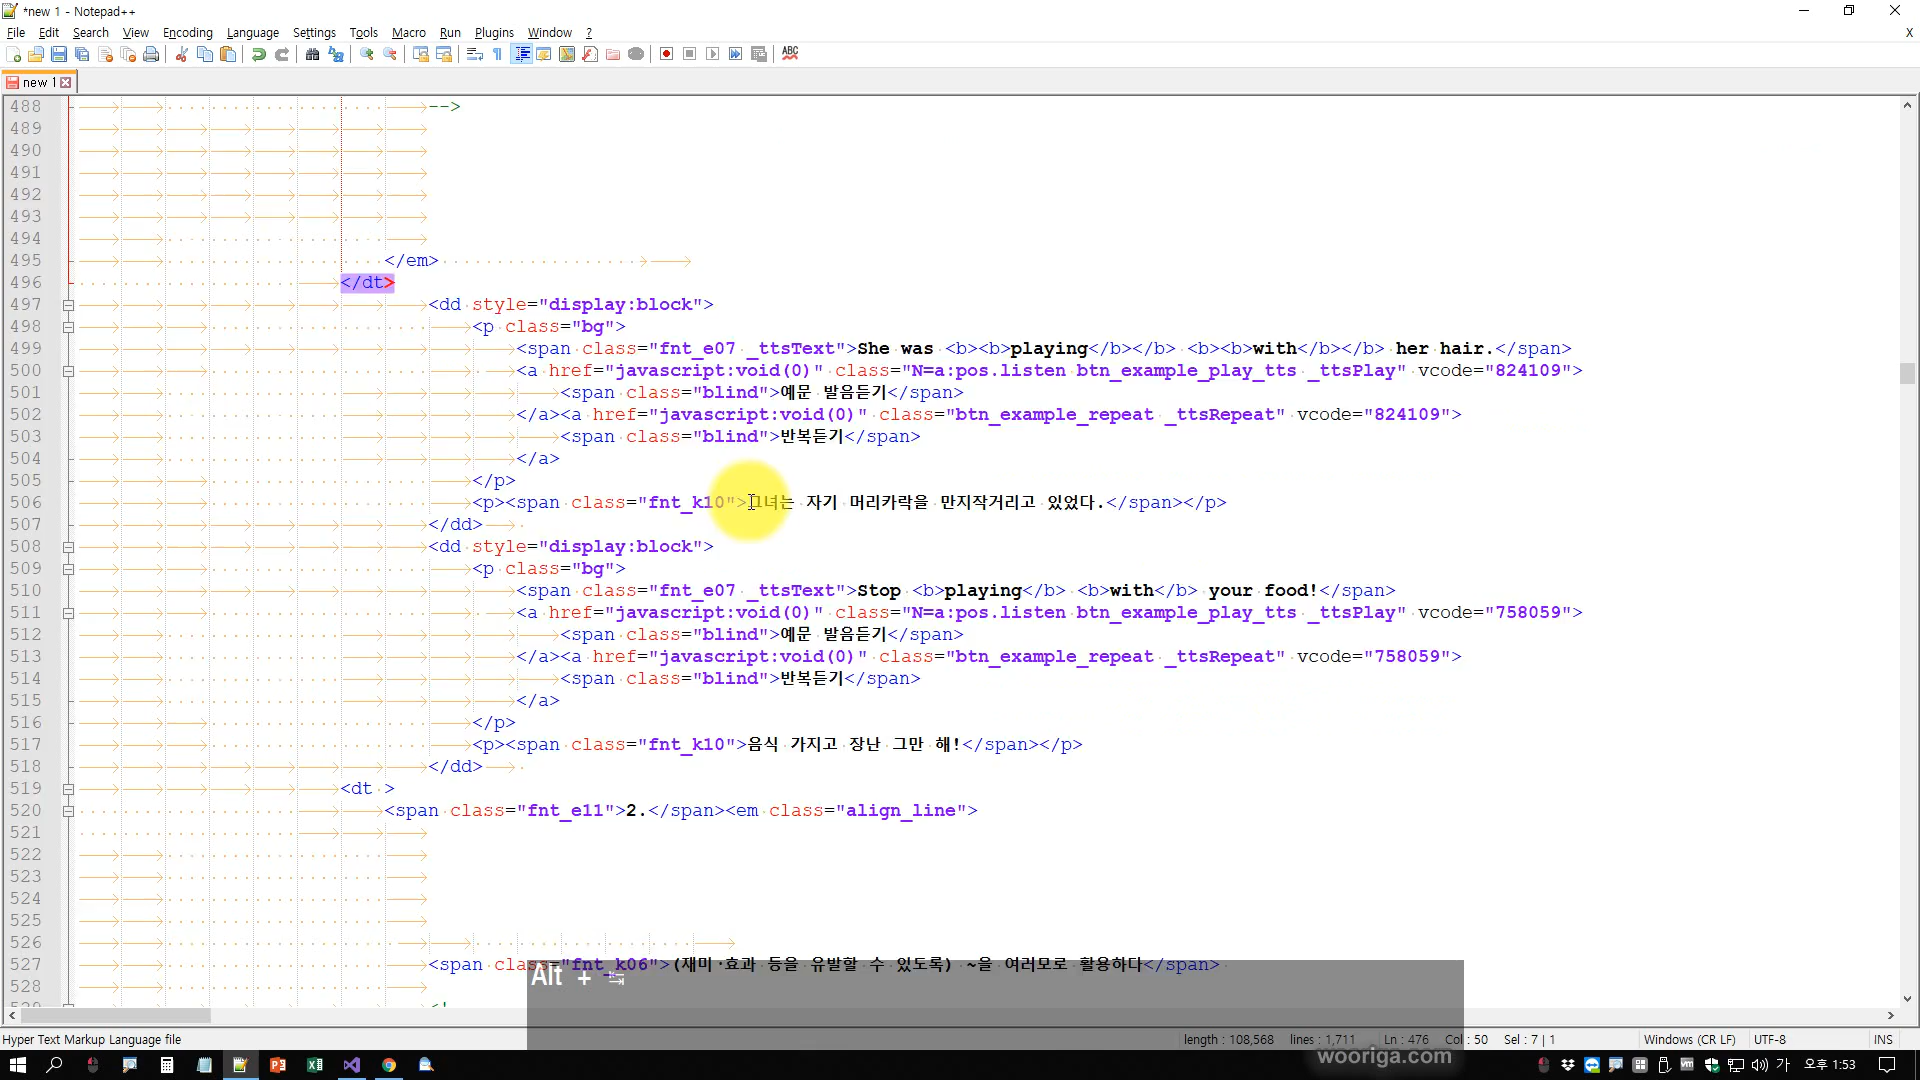 *new 1 - Notepad++
File Edit Search View Encoding Language Settings Tools Macro Run Plugins Window ? X
ABC
new 1
488 -->
489
490
491
492
493
494
495 </em>
496 </dt>
497 <dd style="display:block">
498 <p class="bg">
499 <span class="fnt_e07 _ttsText">She was <b><b>playing</b></b> <b><b>with</b></b> her hair.</span>
500 <a href="javascript:void(0)" class="N=a:pos.listen btn_example_play_tts _ttsPlay" vcode="824109">
501 <span class="blind">예문 발음듣기</span>
502 </a><a href="javascript:void(0)" class="btn_example_repeat _ttsRepeat" vcode="824109">
503 <span class="blind">반복듣기</span>
504 </a>
505 </p>
506 <p><span class="fnt_k10">그녀는 자기 머리카락을 만지작거리고 있었다.</span></p>
507 </dd>
508 <dd style="display:block">
509 <p class="bg">
510 <span class="fnt_e07 _ttsText">Stop <b>playing</b> <b>with</b> your food!</span>
511 <a href="javascript:void(0)" class="N=a:pos.listen btn_example_play_tts _ttsPlay" vcode="758059">
512 <span class="blind">예문 발음듣기</span>
513 </a><a href="javascript:void(0)" class="btn_example_repeat _ttsRepeat" vcode="758059">
514 <span class="blind">반복듣기</span>
515 </a>
516 </p>
517 <p><span class="fnt_k10">음식 가지고 장난 그만 해!</span></p>
518 </dd>
519 <dt >
520 <span class="fnt_e11">2.</span><em class="align_line">
521
522
523
524
525
526
527 <span class="fnt_k06">(재미·효과 등을 유발할 수 있도록) ~을 여러모로 활용하다</span>
528
529 <!
Alt +
Hyper Text Markup Language file length : 108,568 lines : 1,711 Ln : 476 Col : 50 Sel : 7 | 1 Windows (CR LF) UTF-8 INS
wooriga.com
가 오후 1:53